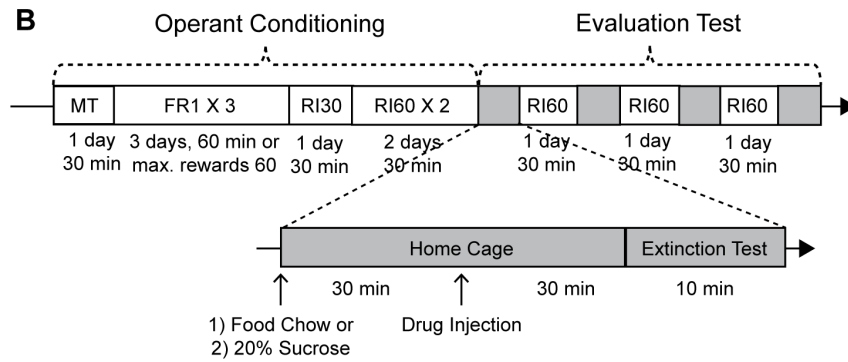 B
Operant Conditioning
Evaluation Test
MT
FR1 X 3
RI30
RI60 X 2
RI60
RI60
RI60
1 day
30 min
3 days, 60 min or
max. rewards 60
1 day
30 min
2 days
30 min
1 day
30 min
1 day
30 min
1 day
30 min
Home Cage
Extinction Test
30 min
30 min
10 min
1) Food Chow or
2) 20% Sucrose
Drug Injection